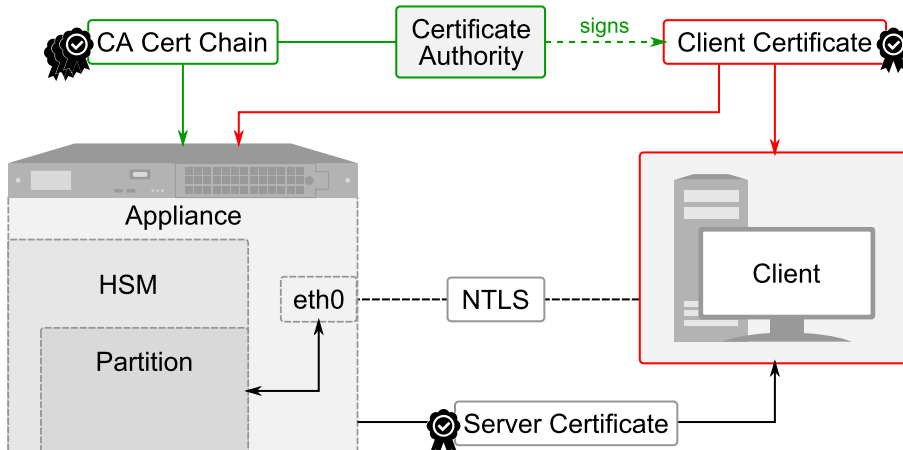 CA Cert Chain
Certificate
Authority
signs
Client Certificate
Appliance
HSM
eth0
NTLS
Client
Partition
Server Certificate